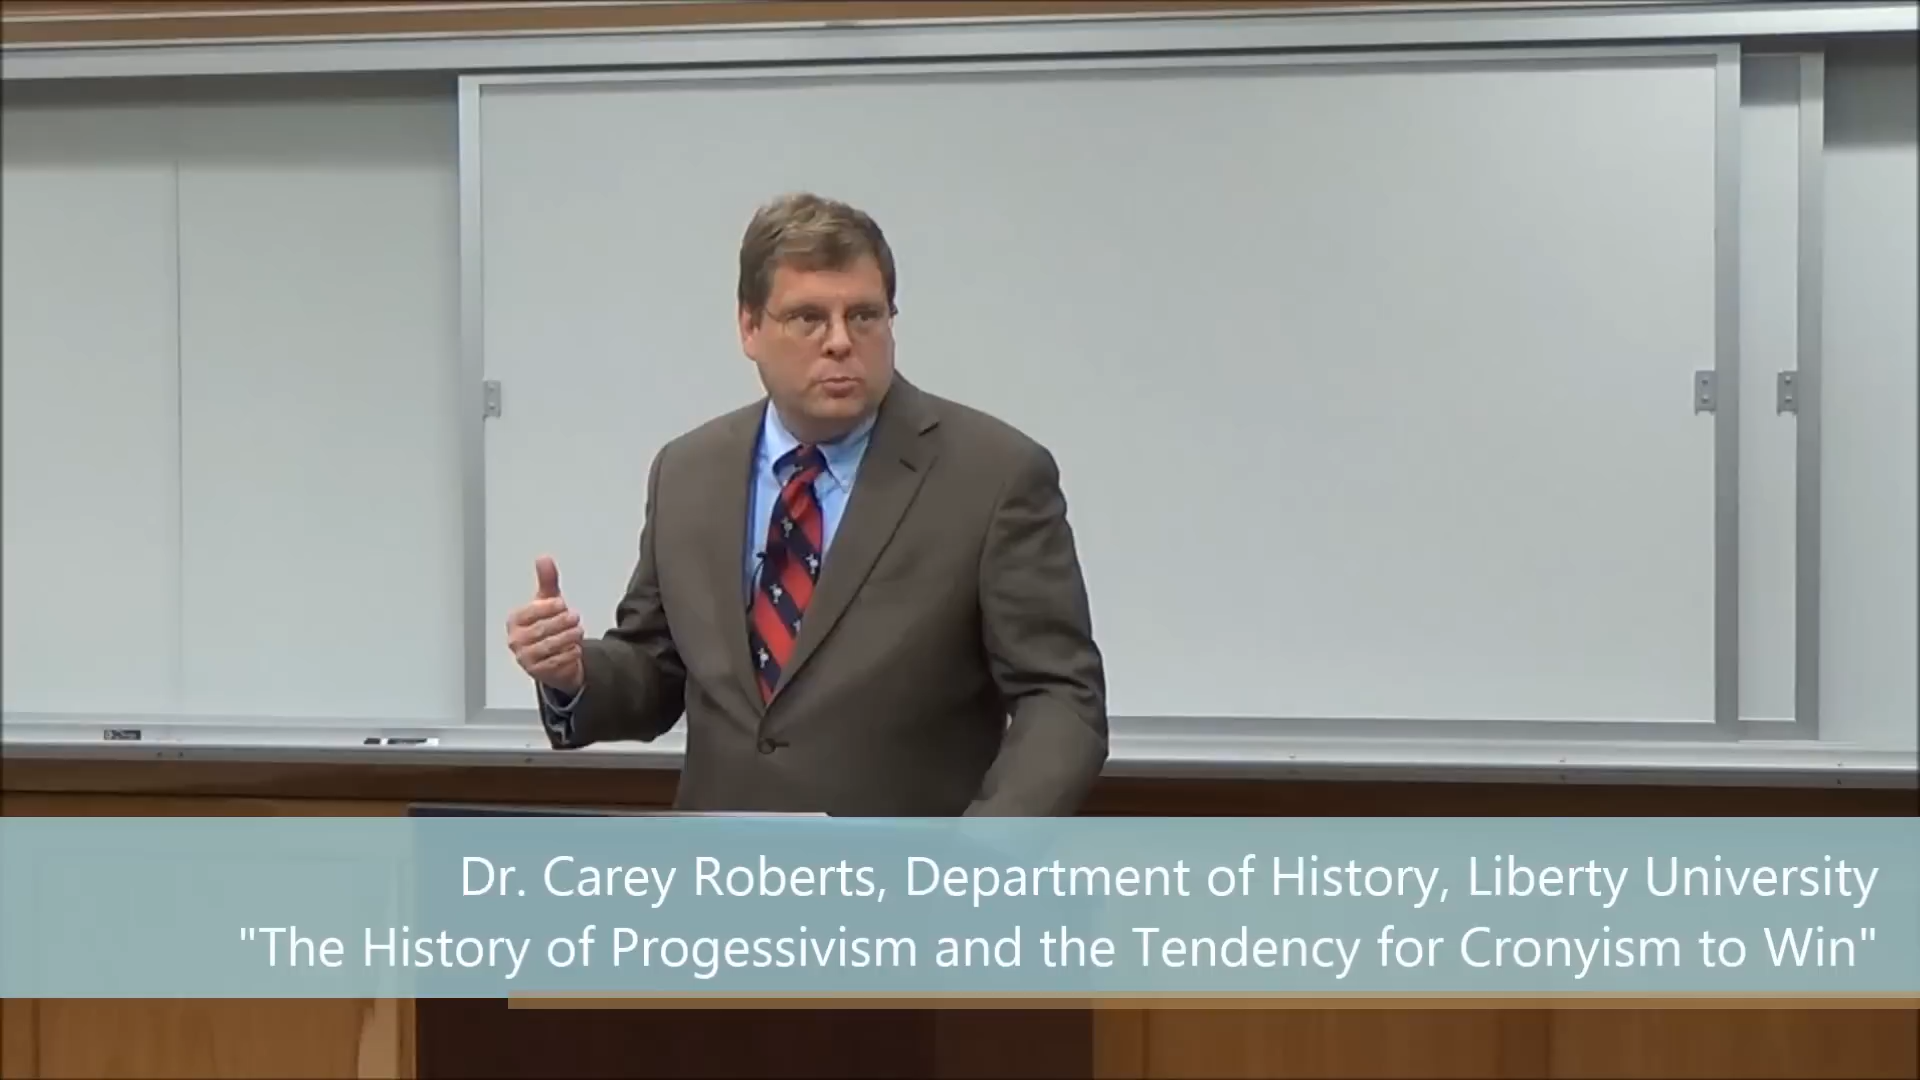 Dr. Carey Roberts, Department of History, Liberty University
"The History of Progessivism and the Tendency for Cronyism to Win"